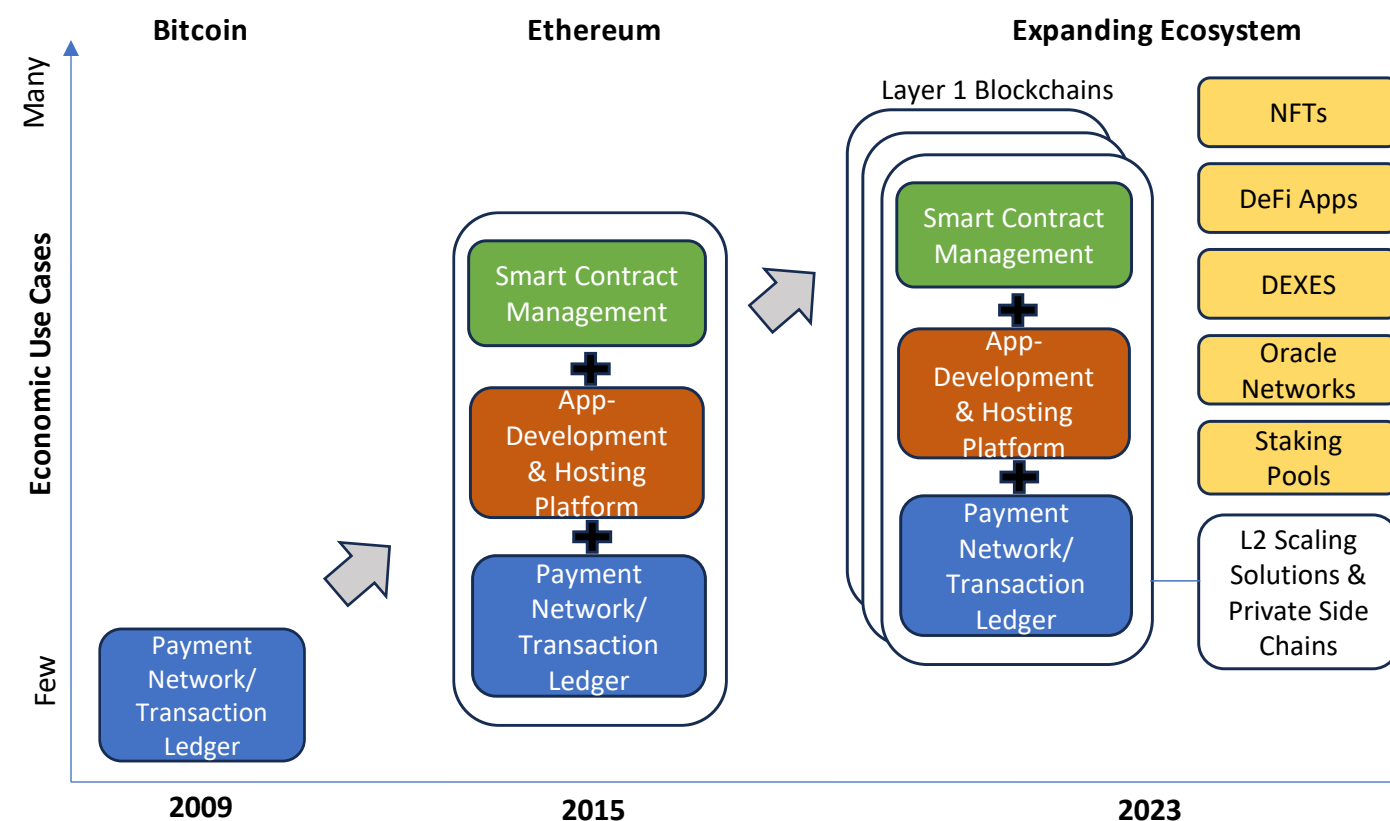 Bitcoin
Ethereum
Expanding Ecosystem
Many
Economic Use Cases
Few
Payment
Network/
Transaction
Ledger
Smart Contract
Management
App-
Development
& Hosting
Platform
Payment
Network/
Transaction
Ledger
Layer 1 Blockchains
Smart Contract
Management
App-
Development
& Hosting
Platform
Payment
Network/
Transaction
Ledger
NFTs
DeFi Apps
DEXES
Oracle
Networks
Staking
Pools
L2 Scaling
Solutions &
Private Side
Chains
2009
2015
2023